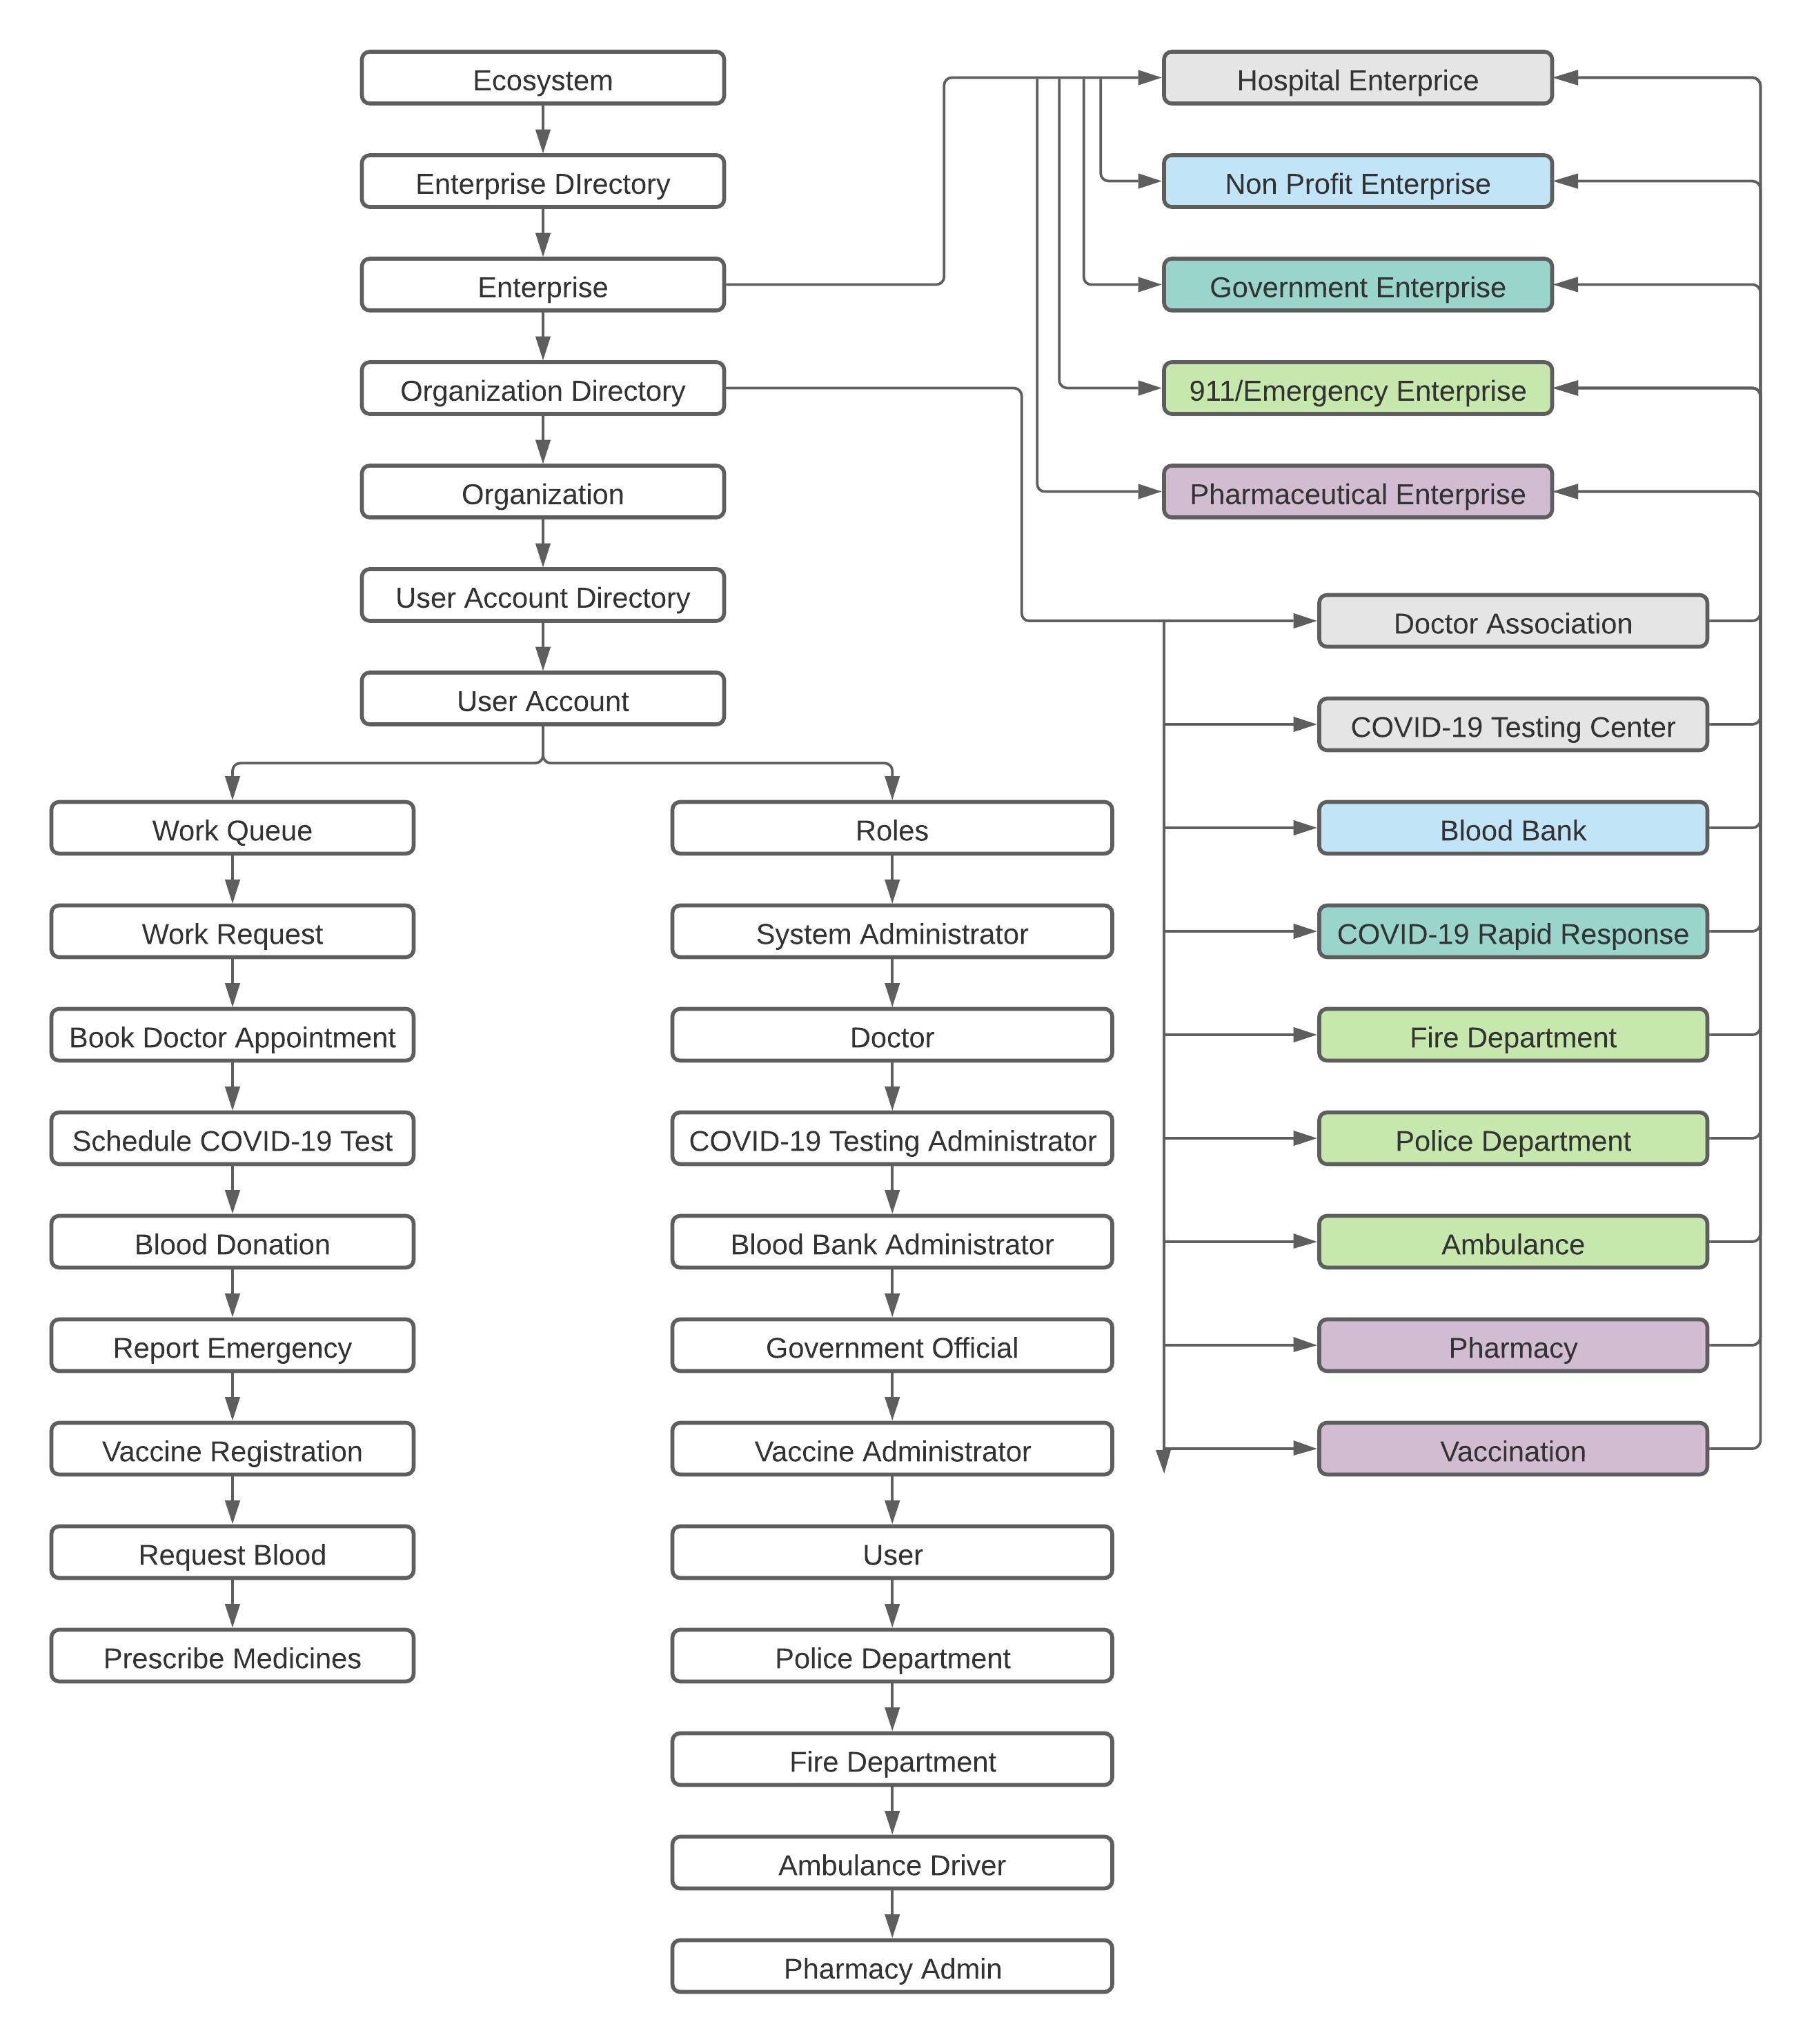 Ecosystem
Enterprise DIrectory
Enterprise
Organization Directory
Organization
User Account Directory
User Account
Work Queue
Work Request
Book Doctor Appointment
Schedule COVID-19 Test
Blood Donation
Report Emergency
Vaccine Registration
Request Blood
Prescribe Medicines
Roles
System Administrator
Doctor
COVID-19 Testing Administrator
Blood Bank Administrator
Government Official
Vaccine Administrator
User
Police Department
Fire Department
Ambulance Driver
Pharmacy Admin
Hospital Enterprice
Non Profit Enterprise
Government Enterprise
911/Emergency Enterprise
Pharmaceutical Enterprise
Doctor Association
COVID-19 Testing Center
Blood Bank
COVID-19 Rapid Response
Fire Department
Police Department
Ambulance
Pharmacy
Vaccination